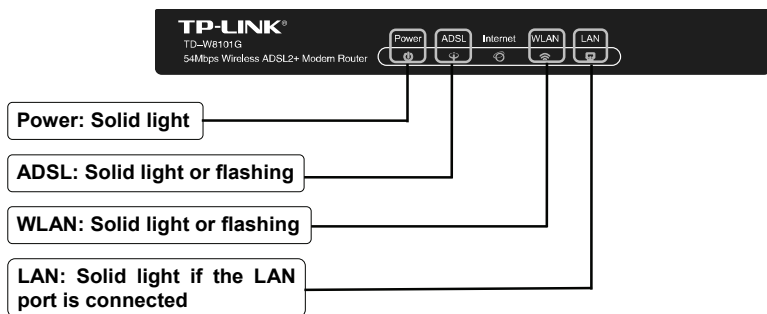 TP-LINK®
TD-W8101G
54Mbps Wireless ADSL2+ Modem Router
Power ADSL Internet WLAN LAN
Power: Solid light
ADSL: Solid light or flashing
WLAN: Solid light or flashing
LAN: Solid light if the LAN
port is connected